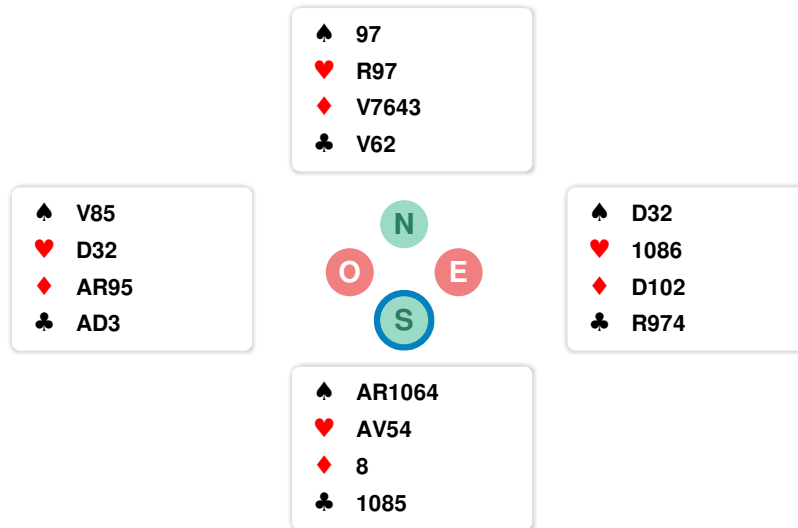 ♠ 97
♥ R97
♦ V7643
♣ V62
♠ V85
♥ D32
♦ AR95
♣ AD3
N
O E
S
♠ D32
♥ 1086
♦ D102
♣ R974
♠ AR1064
♥ AV54
♦ 8
♣ 1085